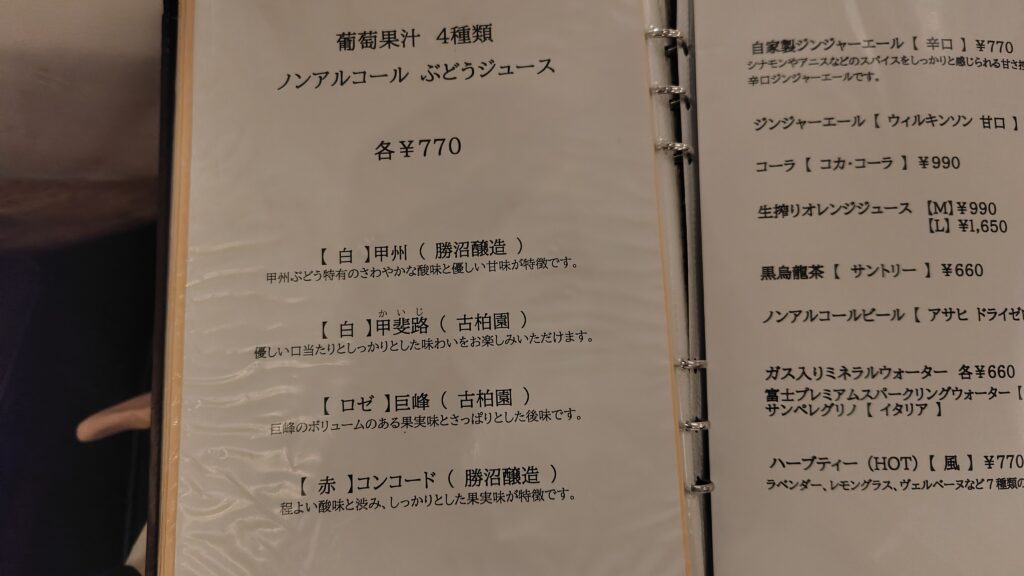 葡萄果汁 4種類
ノンアルコール ぶどうジュース
各￥770
【 白 】甲州 ( 勝沼醸造 )
甲州ぶどう特有のさわやかな酸味と優しい甘味が特徴です。
かいじ
【 白 】甲斐路 ( 古柏園 )
優しい口当たりとしっかりとした味わいをお楽しみいただけます。
【 ロゼ 】巨峰 ( 古柏園 )
巨峰のボリュームのある果実味とさっぱりとした後味です。
【 赤 】コンコード ( 勝沼醸造 )
程よい酸味と渋み、しっかりとした果実味が特徴です。
自家製ジンジャーエール【 辛口 】￥770
シナモンやアニスなどのスパイスをしっかりと感じられる甘さ控
辛口ジンジャーエールです。
ジンジャーエール【 ウィルキンソン 甘口 】
コーラ【 コカ・コーラ 】￥990
生搾りオレンジジュース 【M】￥990
【L】￥1,650
黒烏龍茶【 サントリー 】￥660
ノンアルコールビール【 アサヒ ドライゼロ
ガス入りミネラルウォーター 各￥660
富士プレミアムスパークリングウォーター【
サンペレグリノ【 イタリア 】
ハーブティー (HOT)【 風 】￥770
ラベンダー、レモングラス、ヴェルベーヌなど７種類の